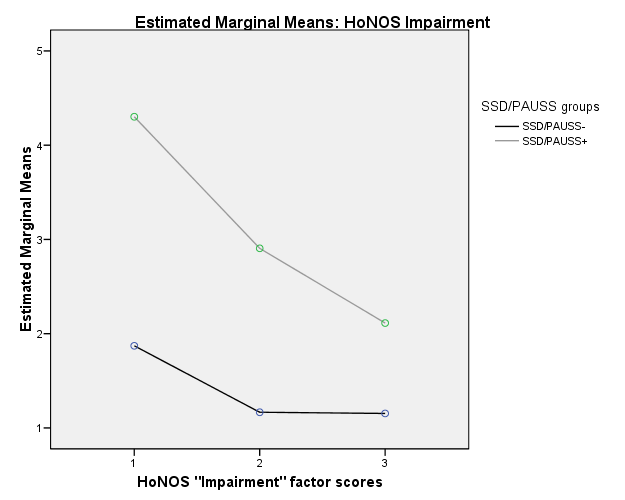 Estimated Marginal Means: HoNOS Impairment
5
4
3
2
1
Estimated Marginal Means
1 2 3
HoNOS "Impairment" factor scores
SSD/PAUSS groups
SSD/PAUSS-
SSD/PAUSS+